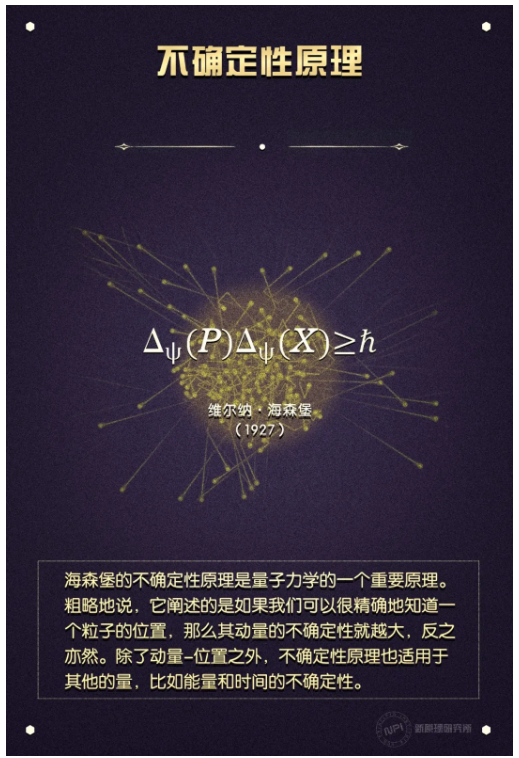 不确定性原理
Δψ(P)Δψ(X)≥ℏ
维尔纳·海森堡
（1927）
海森堡的不确定性原理是量子力学的一个重要原理。
粗略地说，它阐述的是如果我们可以很精确地知道一
个粒子的位置，那么其动量的不确定性就越大，反之
亦然。除了动量-位置之外，不确定性原理也适用于
其他的量，比如能量和时间的不确定性。
NPI 新原理研究所